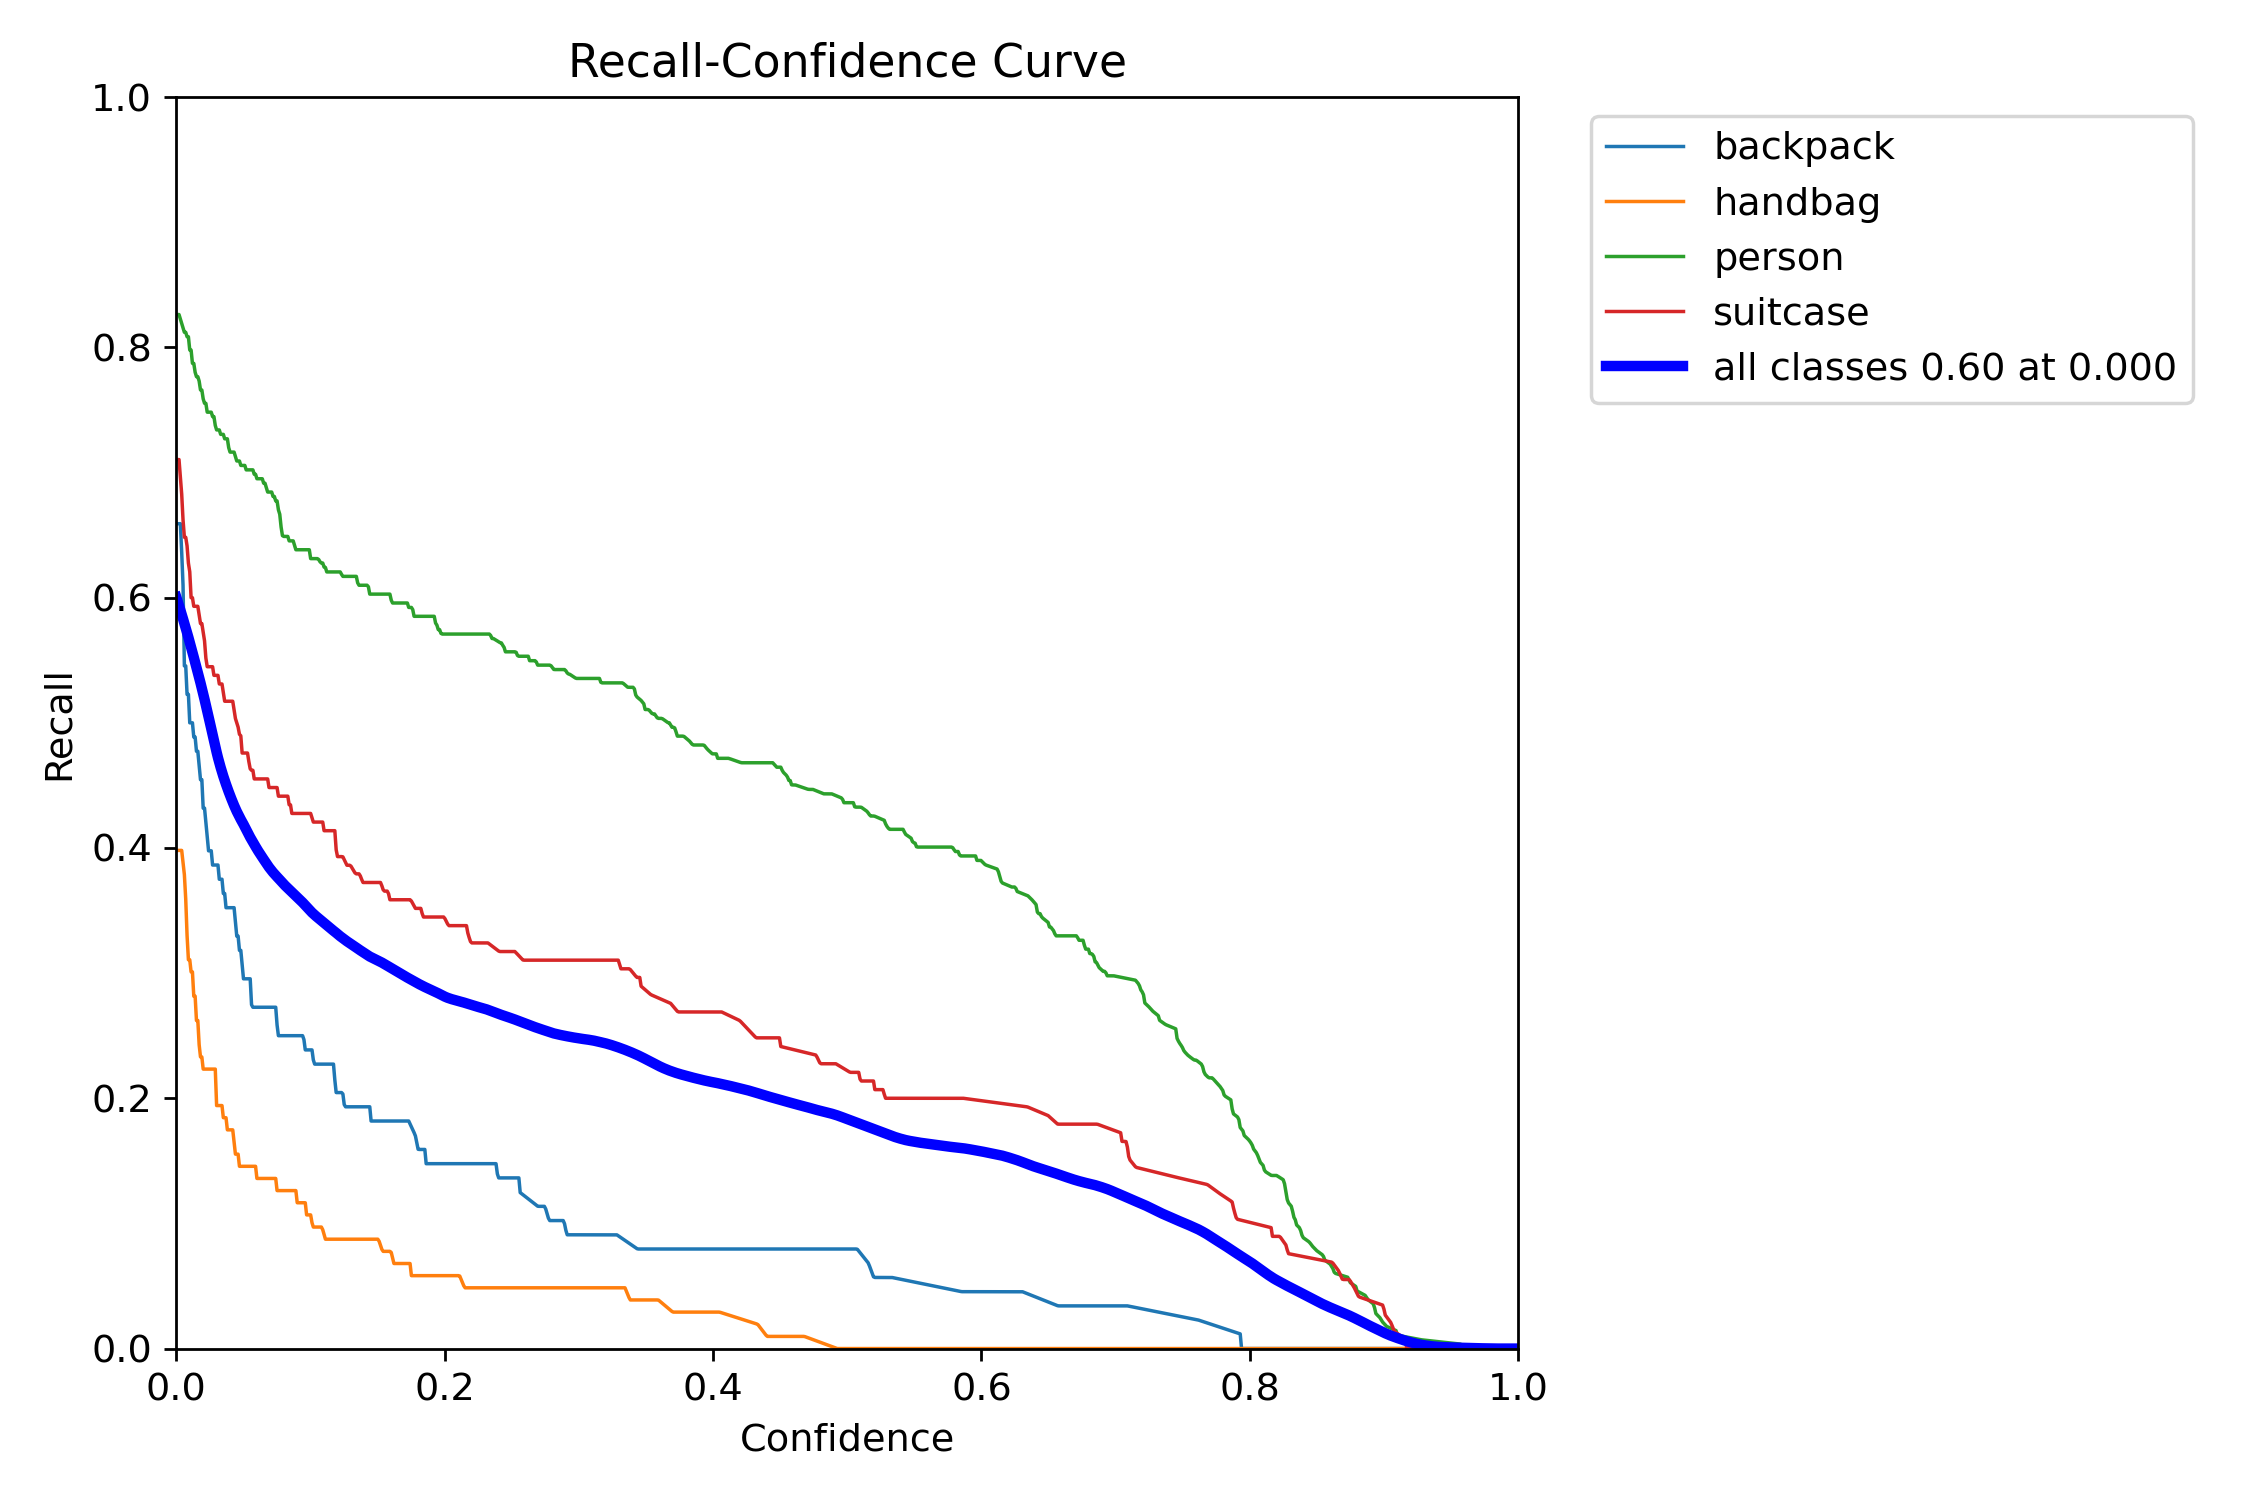 Recall-Confidence Curve
1.0
0.8
0.6
0.4
0.2
0.0
Recall
0.0 0.2 0.4 0.6 0.8 1.0
Confidence
backpack
handbag
person
suitcase
all classes 0.60 at 0.000